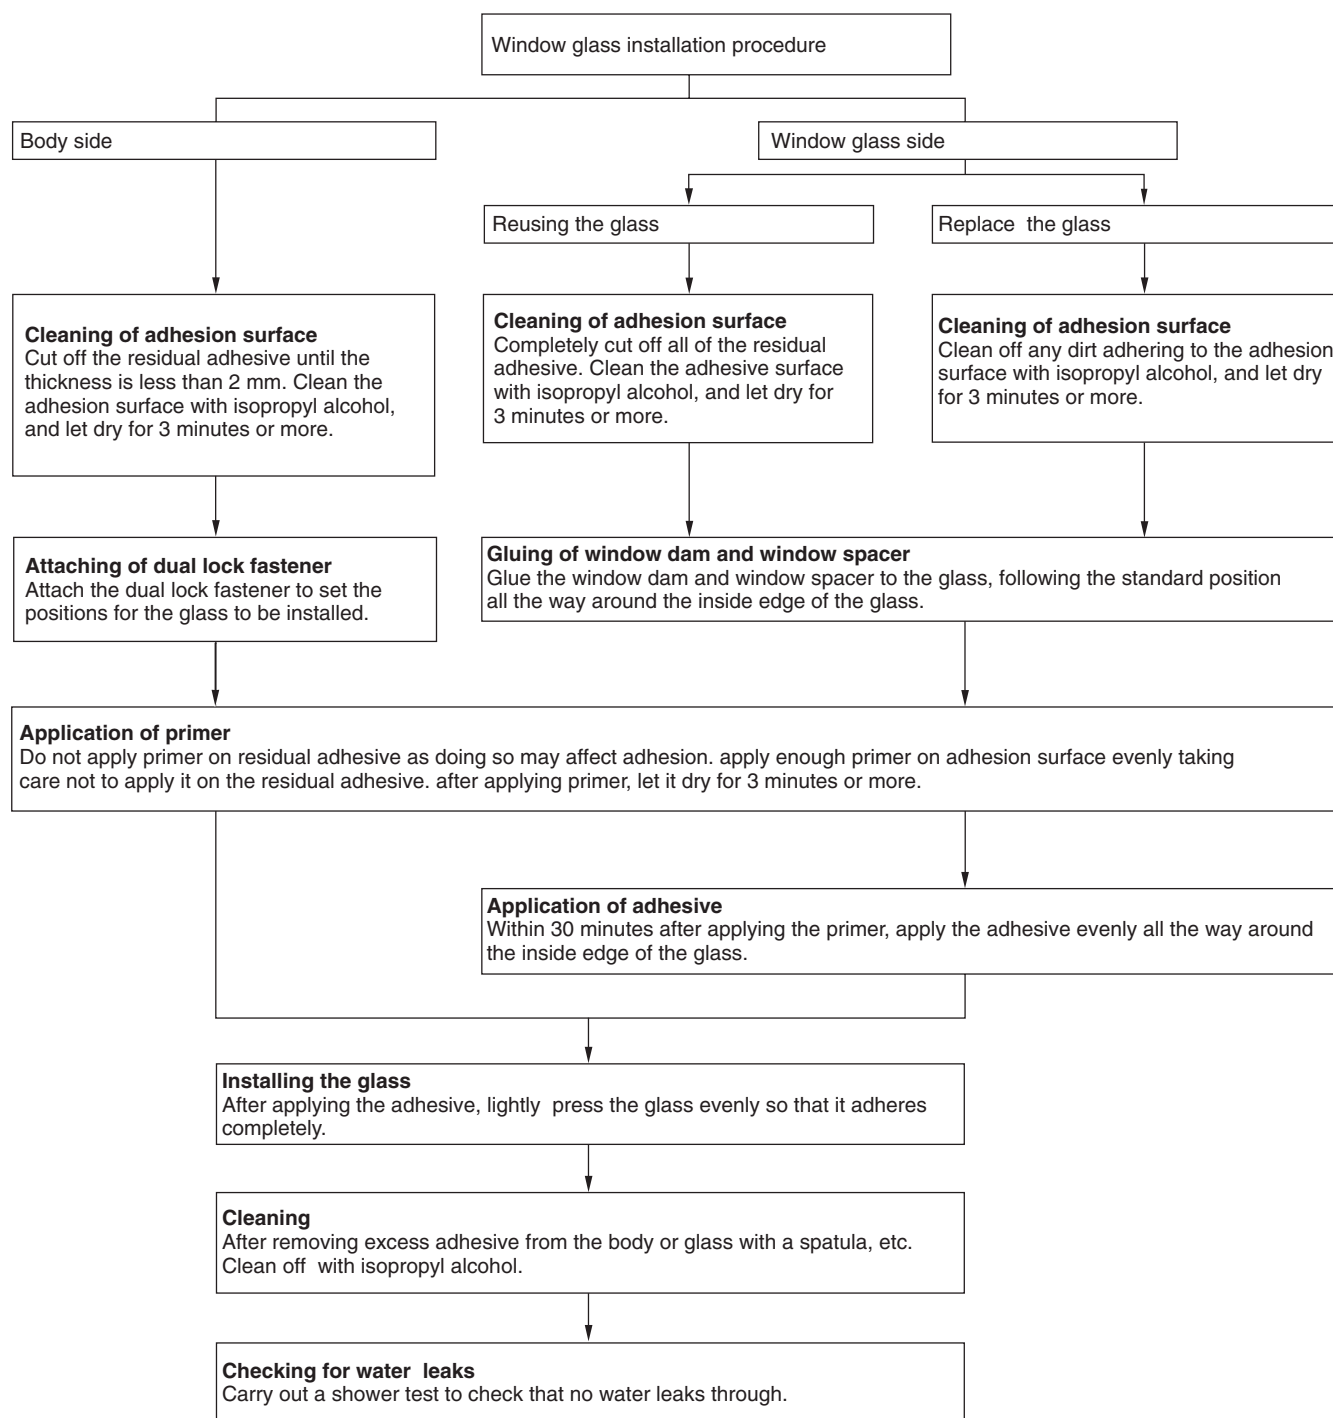 Window glass installation procedure
Body side
Window glass side
Reusing the glass
Replace the glass
Cleaning of adhesion surface
Cut off the residual adhesive until the
thickness is less than 2 mm. Clean the
adhesion surface with isopropyl alcohol,
and let dry for 3 minutes or more.
Cleaning of adhesion surface
Completely cut off all of the residual
adhesive. Clean the adhesive surface
with isopropyl alcohol, and let dry for
3 minutes or more.
Cleaning of adhesion surface
Clean off any dirt adhering to the adhesion
surface with isopropyl alcohol, and let dry
for 3 minutes or more.
Attaching of dual lock fastener
Attach the dual lock fastener to set the
positions for the glass to be installed.
Gluing of window dam and window spacer
Glue the window dam and window spacer to the glass, following the standard position
all the way around the inside edge of the glass.
Application of primer
Do not apply primer on residual adhesive as doing so may affect adhesion. apply enough primer on adhesion surface evenly taking
care not to apply it on the residual adhesive. after applying primer, let it dry for 3 minutes or more.
Application of adhesive
Within 30 minutes after applying the primer, apply the adhesive evenly all the way around
the inside edge of the glass.
Installing the glass
After applying the adhesive, lightly press the glass evenly so that it adheres
completely.
Cleaning
After removing excess adhesive from the body or glass with a spatula, etc.
Clean off with isopropyl alcohol.
Checking for water leaks
Carry out a shower test to check that no water leaks through.